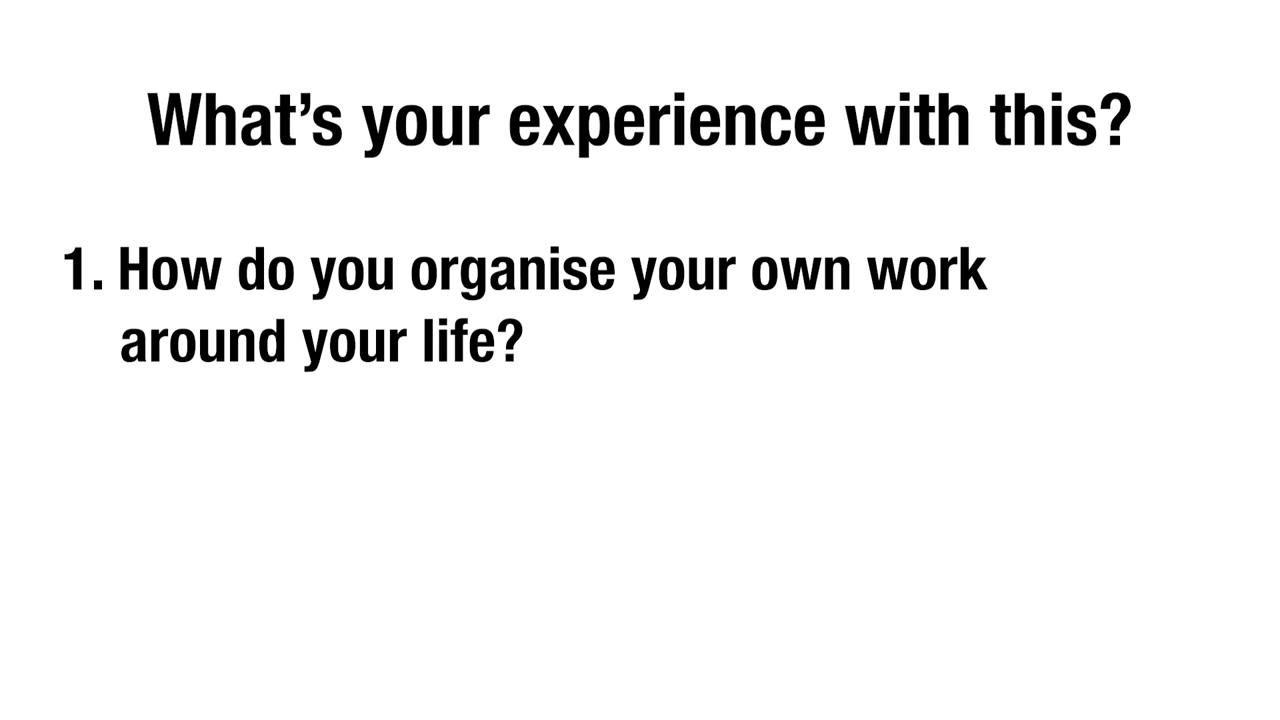 What’s your experience with this?
1. How do you organise your own work
around your life?